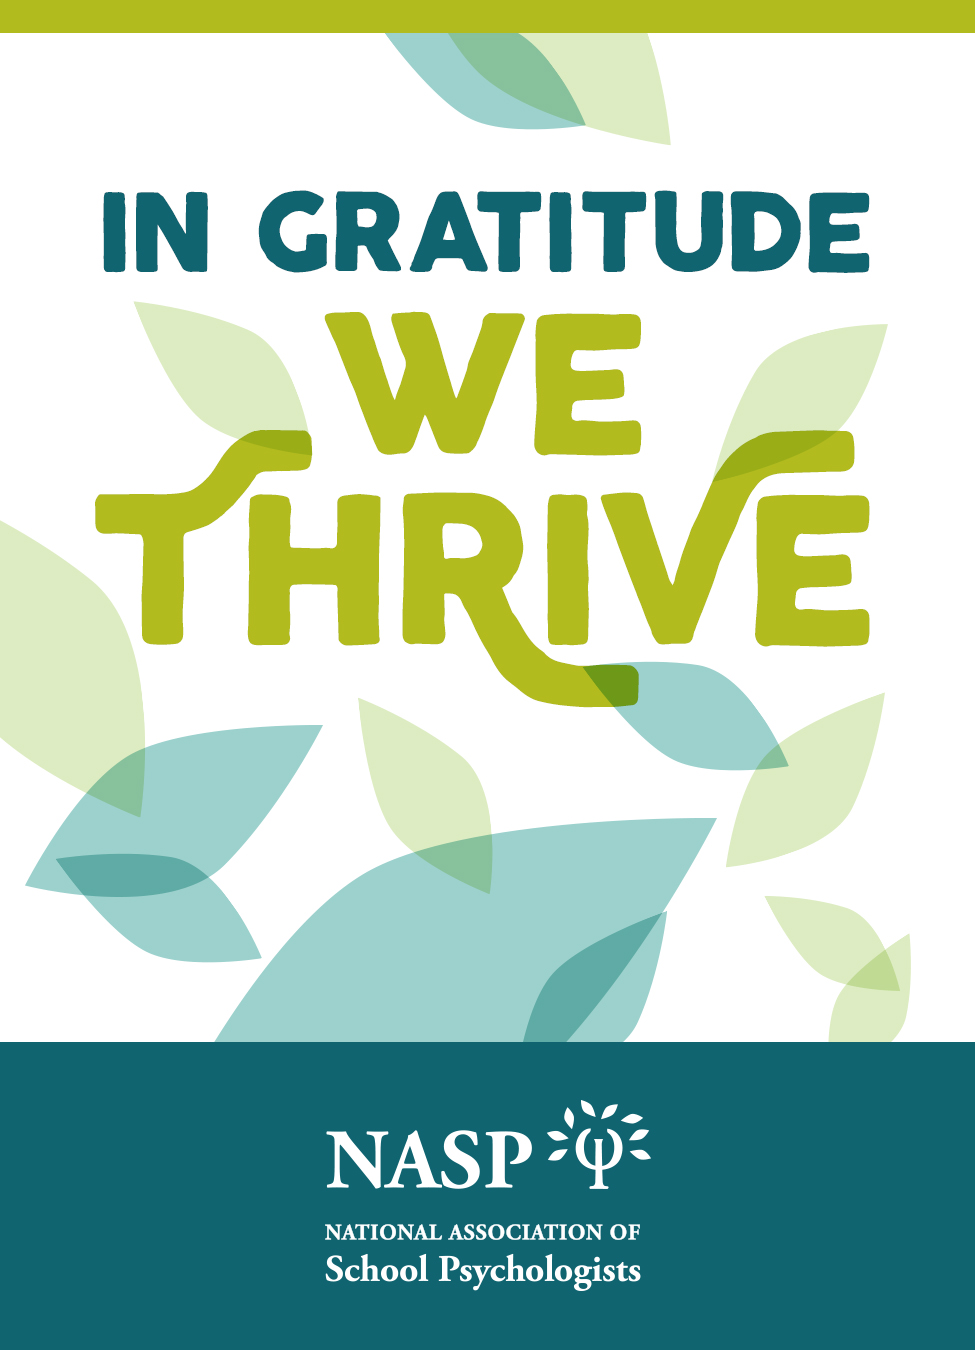 IN GRATITUDE
WE
THRIVE
NASP
NATIONAL ASSOCIATION OF
School Psychologists